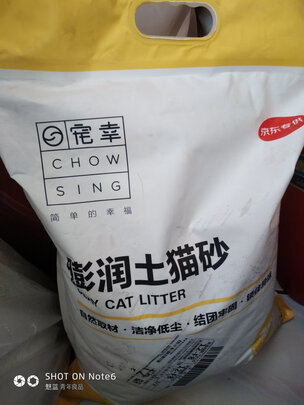 宠幸
CHOW
SING
简单的幸福
京东专供
膨润土猫砂
CAT LITTER
自然取材·洁净低尘·结团牢固
SHOT ON Note6
魅蓝 青年良品